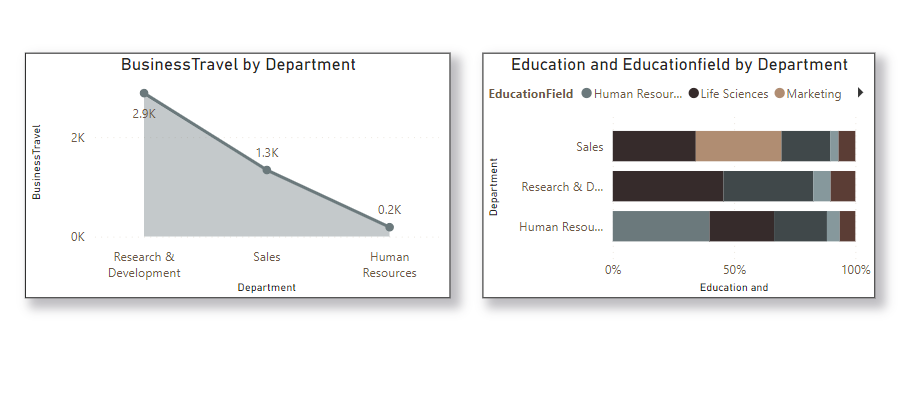 BusinessTravel by Department
BusinessTravel
2K
0K
2.9K
1.3K
0.2K
Research &
Development
Sales
Human
Resources
Department
Education and Educationfield by Department
EducationField Human Resour... Life Sciences Marketing
Department
Sales
Research & D...
Human Resou...
0% 50% 100%
Education and